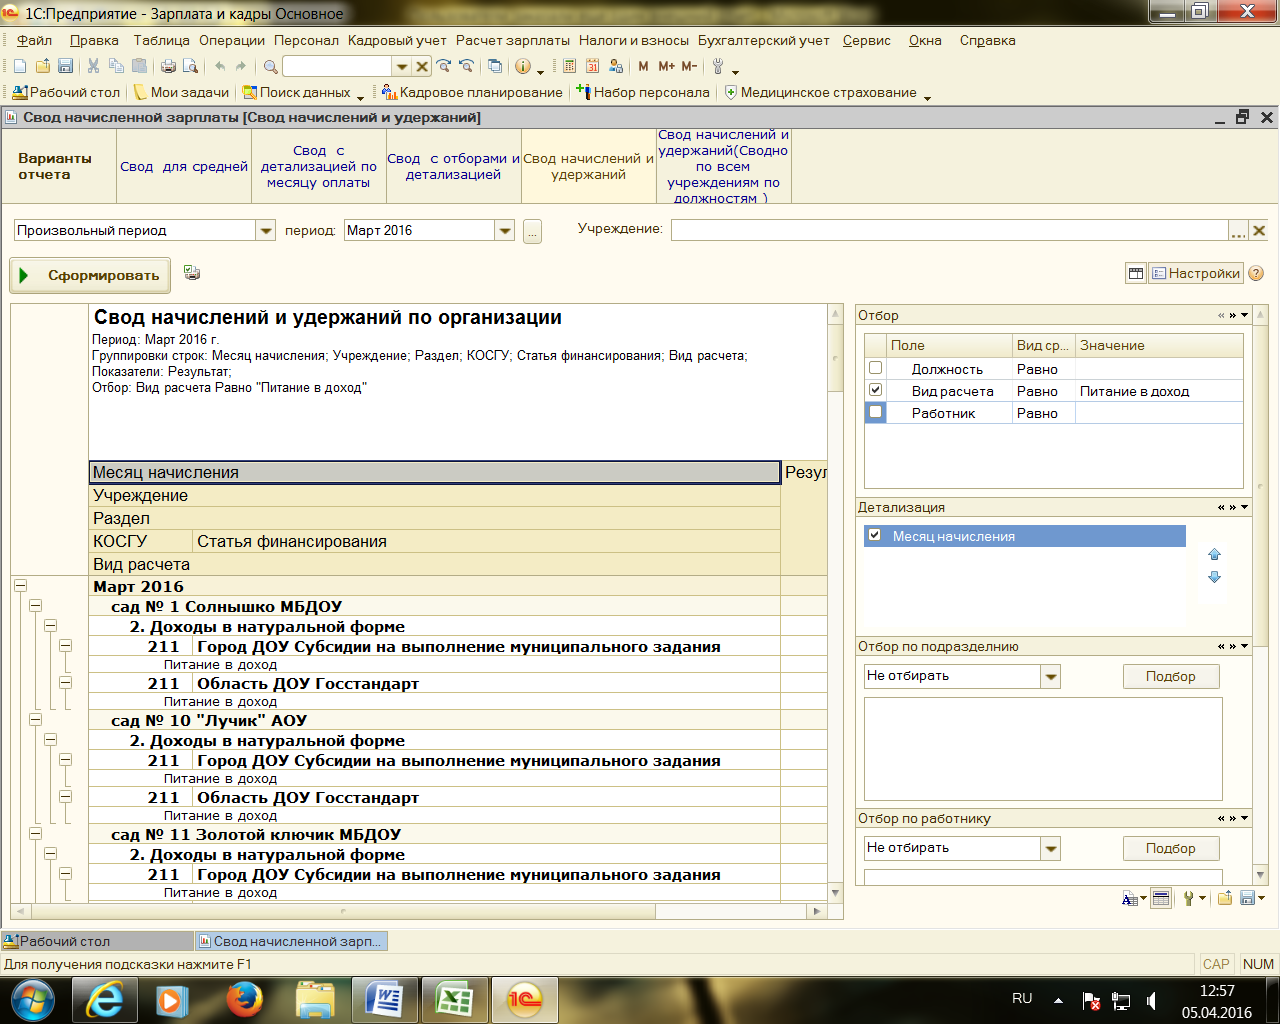 1С:Предприятие - Зарплата и кадры Основное
Файл Правка Таблица Операции Персонал Кадровый учет Расчет зарплаты Налоги и взносы Бухгалтерский учет Сервис Окна Справка
M M+ M-
Рабочий стол Мои задачи Поиск данных Кадровое планирование Набор персонала Медицинское страхование
Свод начисленной зарплаты [Свод начислений и удержаний]
Варианты отчета
Свод для средней
Свод с детализацией по месяцу оплаты
Свод с отборами и детализацией
Свод начислений и удержаний
Свод начислений и удержаний(Сводно по всем учреждениям по должностям )
Произвольный период период: Март 2016 ... Учреждение: ...
Сформировать Настройки
Свод начислений и удержаний по организации
Период: Март 2016 г.
Группировки строк: Месяц начисления; Учреждение; Раздел; КОСГУ; Статья финансирования; Вид расчета;
Показатели: Результат;
Отбор: Вид расчета Равно "Питание в доход"
Месяц начисления Резул
Учреждение
Раздел
КОСГУ Статья финансирования
Вид расчета
Март 2016
сад № 1 Солнышко МБДОУ
2. Доходы в натуральной форме
211 Город ДОУ Субсидии на выполнение муниципального задания
Питание в доход
211 Область ДОУ Госстандарт
Питание в доход
сад № 10 "Лучик" АОУ
2. Доходы в натуральной форме
211 Город ДОУ Субсидии на выполнение муниципального задания
Питание в доход
211 Область ДОУ Госстандарт
Питание в доход
сад № 11 Золотой ключик МБДОУ
2. Доходы в натуральной форме
211 Город ДОУ Субсидии на выполнение муниципального задания
Питание в доход
Отбор
Поле Вид ср... Значение
Должность Равно
Вид расчета Равно Питание в доход
Работник Равно
Детализация
Месяц начисления
Отбор по подразделнию
Не отбирать Подбор
Отбор по работнику
Не отбирать Подбор
Рабочий стол Свод начисленной зарп...
Для получения подсказки нажмите F1 CAP NUM
RU 12:57
05.04.2016